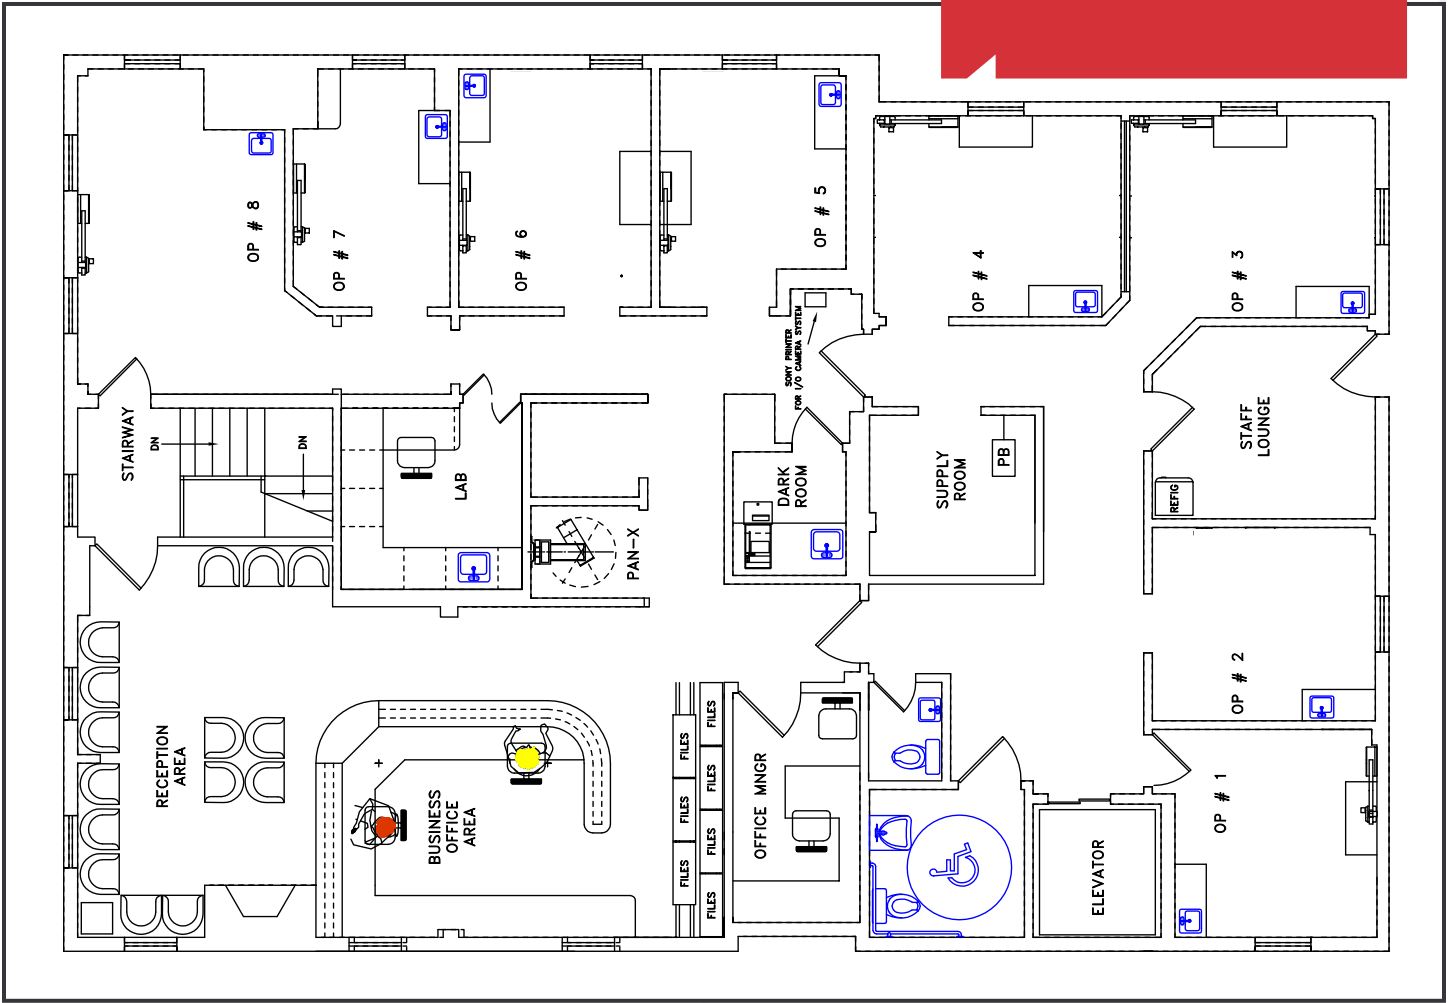 OP # 8
OP # 7
OP # 6
OP # 5
OP # 4
OP # 3
SONY PRINTER
FOR I/O CAMERA SYSTEM
STAIRWAY
DN
DN
LAB
PAN-X
DARK
ROOM
SUPPLY
ROOM
PB
STAFF
LOUNGE
REFIG
OP # 2
RECEPTION
AREA
BUSINESS
OFFICE
AREA
FILES
FILES
FILES
FILES
FILES
FILES
FILES
OFFICE MNGR
ELEVATOR
OP # 1